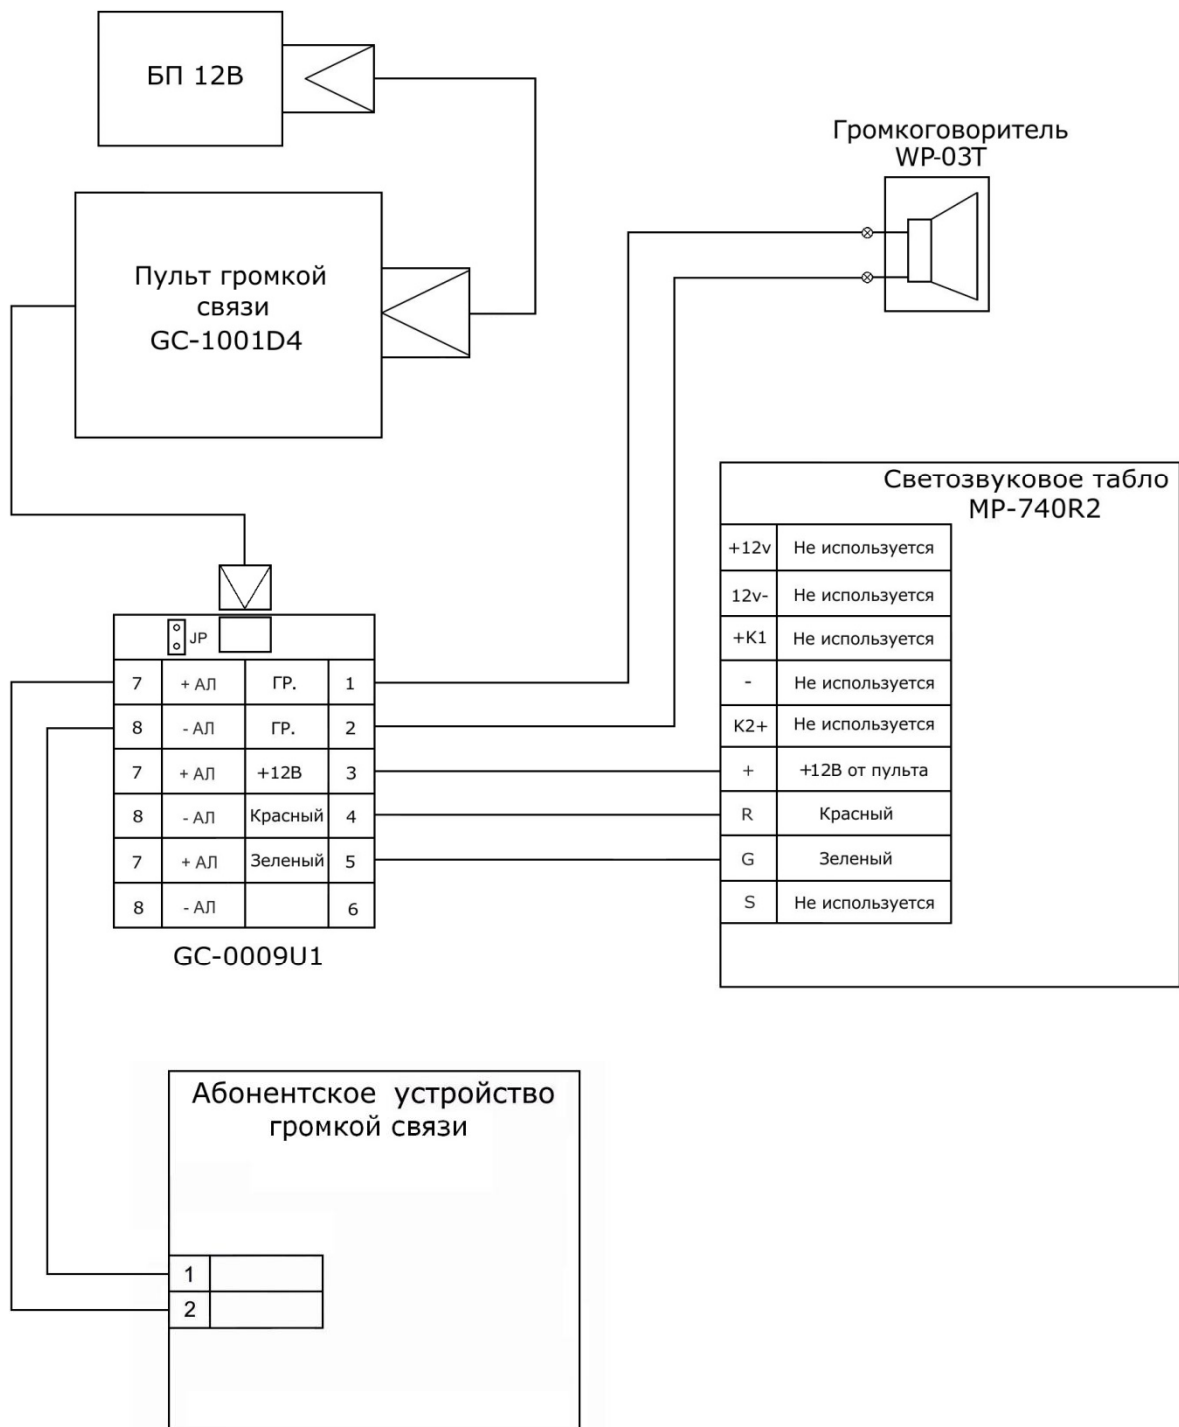 БП 12В
Громкоговоритель
WP-03T
Пульт громкой
связи
GC-1001D4
Светозвуковое табло
MP-740R2
+12v Не используется
12v- Не используется
+K1 Не используется
- Не используется
K2+ Не используется
+ +12В от пульта
R Красный
G Зеленый
S Не используется
JP
7 + АЛ ГР. 1
8 - АЛ ГР. 2
7 + АЛ +12В 3
8 - АЛ Красный 4
7 + АЛ Зеленый 5
8 - АЛ 6
GC-0009U1
Абонентское устройство
громкой связи
1
2